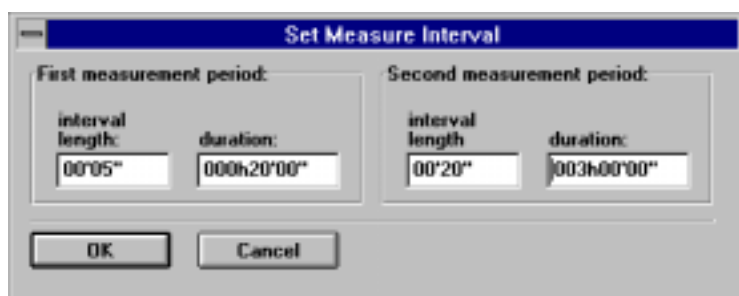 Set Measure Interval
First measurement period:
Second measurement period:
interval
length:
duration:
interval
length
duration:
00'05"
000h20'00"
00'20"
003h00'00"
OK
Cancel